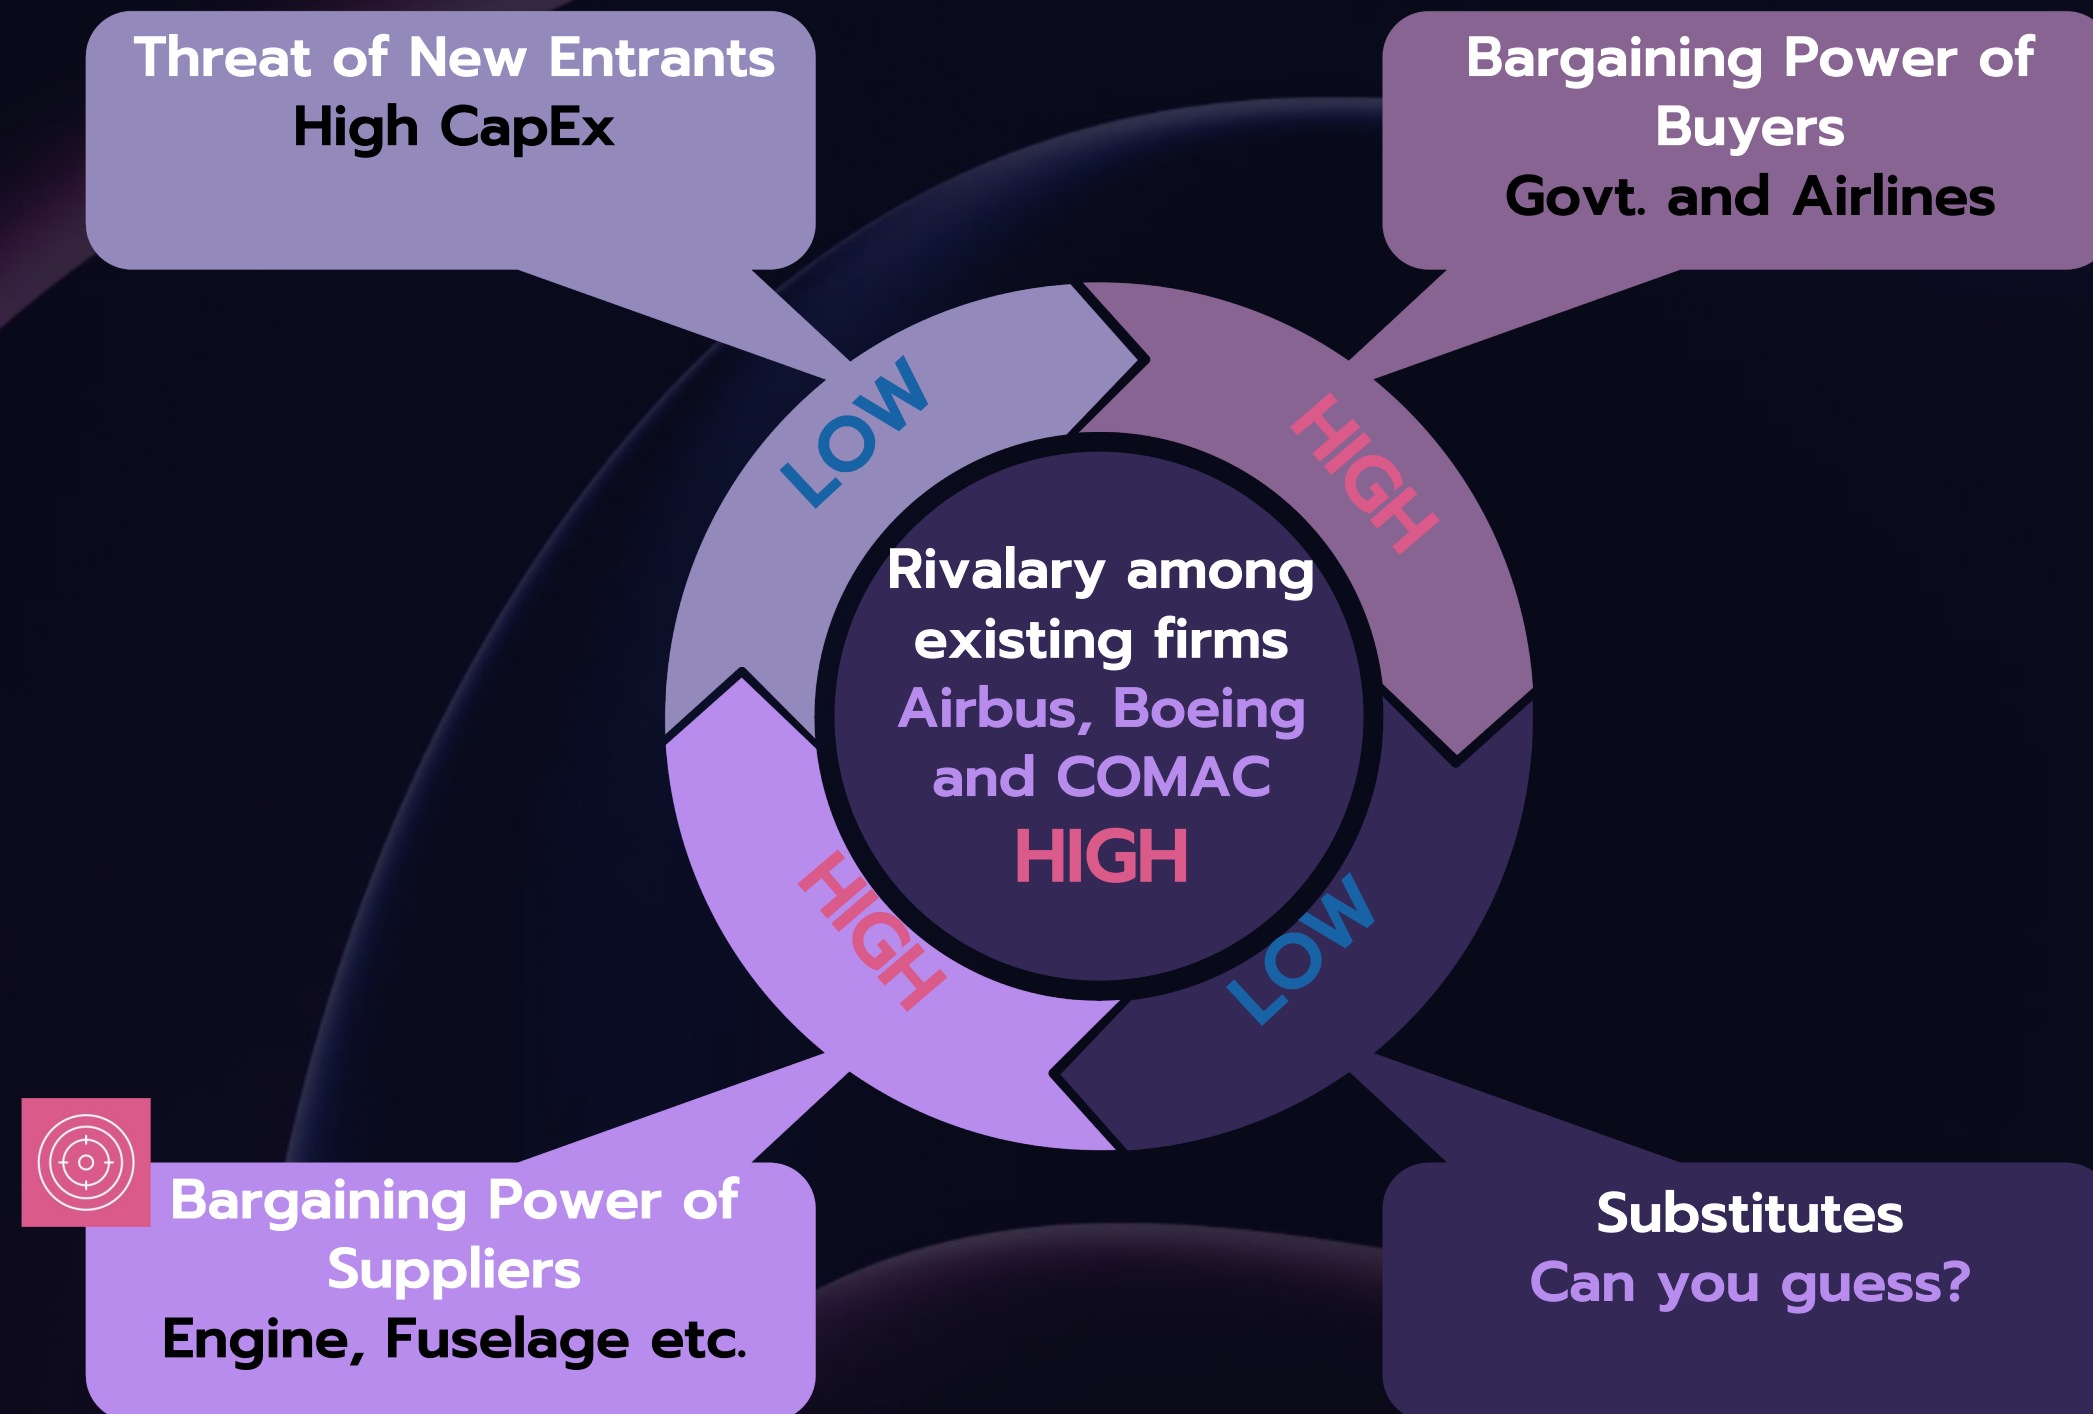 Threat of New Entrants
High CapEx
Bargaining Power of
Buyers
Govt. and Airlines
LOW
HIGH
Rivalary among
existing firms
Airbus, Boeing
and COMAC
HIGH
HIGH
LOW
Bargaining Power of
Suppliers
Engine, Fuselage etc.
Substitutes
Can you guess?